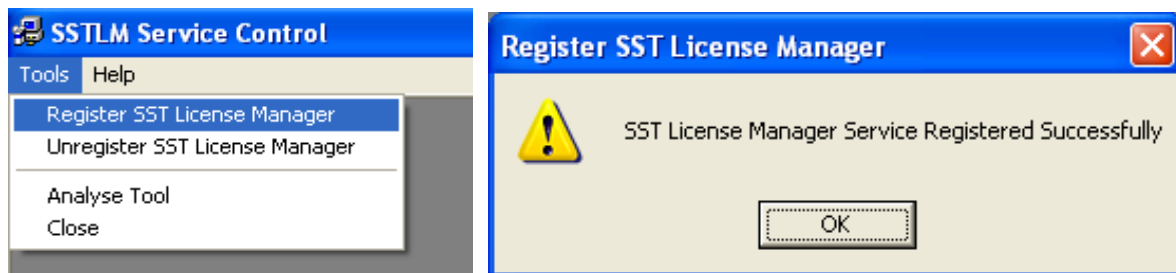 SSTLM Service Control
Tools Help
Register SST License Manager
Unregister SST License Manager
Analyse Tool
Close
Register SST License Manager
SST License Manager Service Registered Successfully
OK